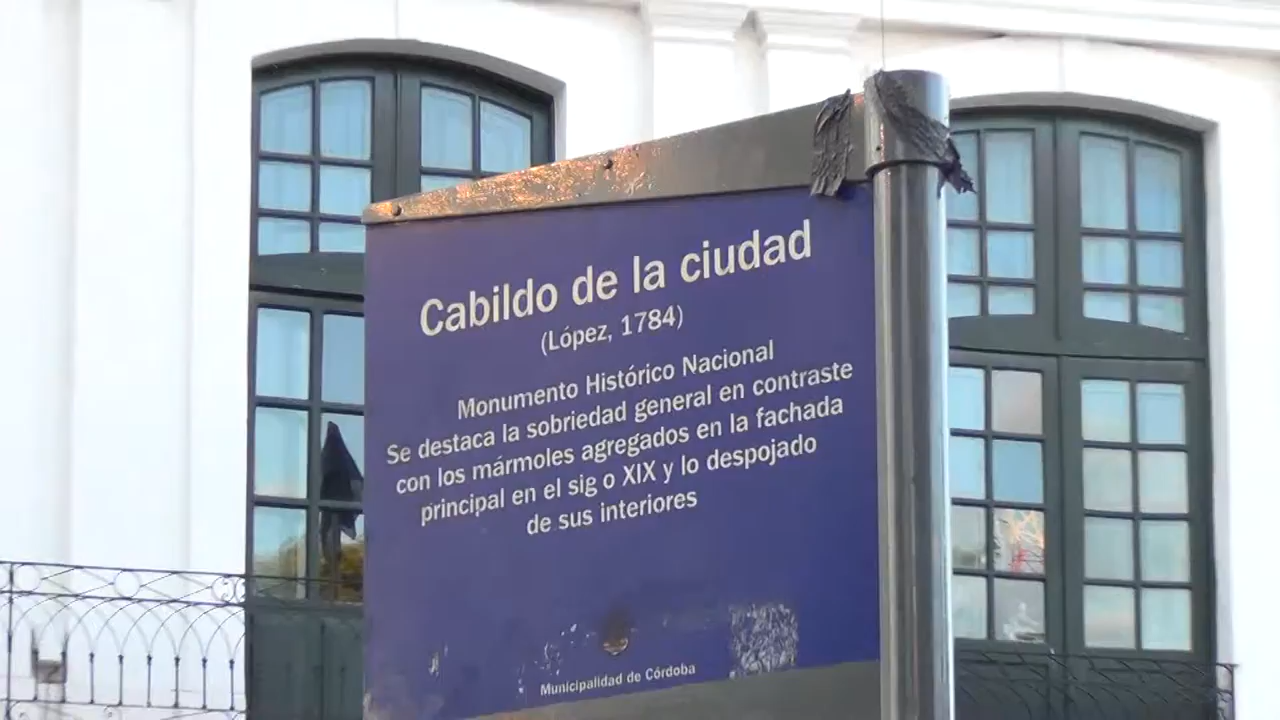 Cabildo de la ciudad
(López, 1784)
Monumento Histórico Nacional
Se destaca la sobriedad general en contraste
con los mármoles agregados en la fachada
principal en el sig o XIX y lo despojado
de sus interiores
Municipalidad de Córdoba